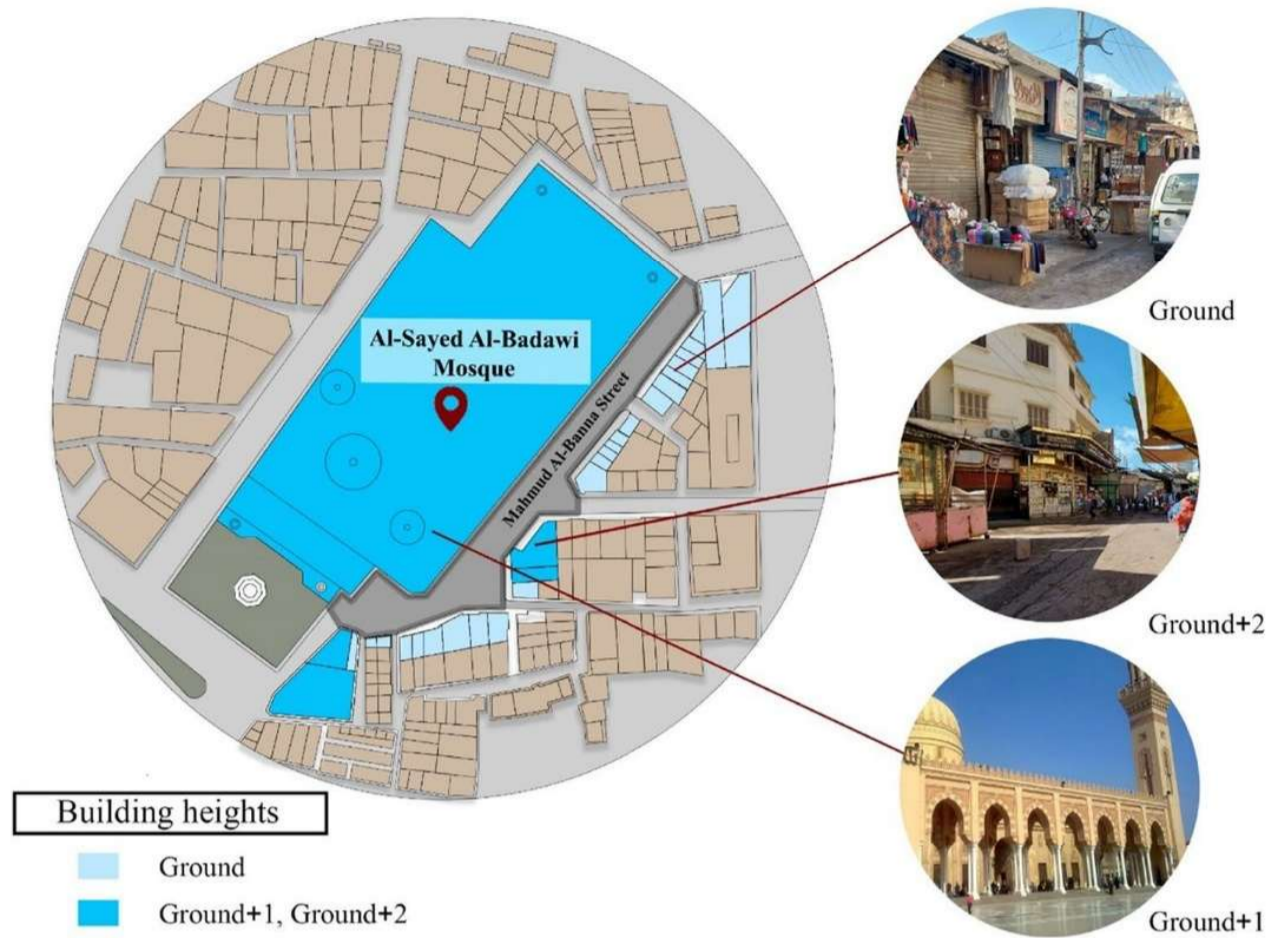 Al-Sayed Al-Badawi
Mosque
Mahmud Al-Banna Street
Ground
Ground+2
Ground+1
Building heights
Ground
Ground+1, Ground+2